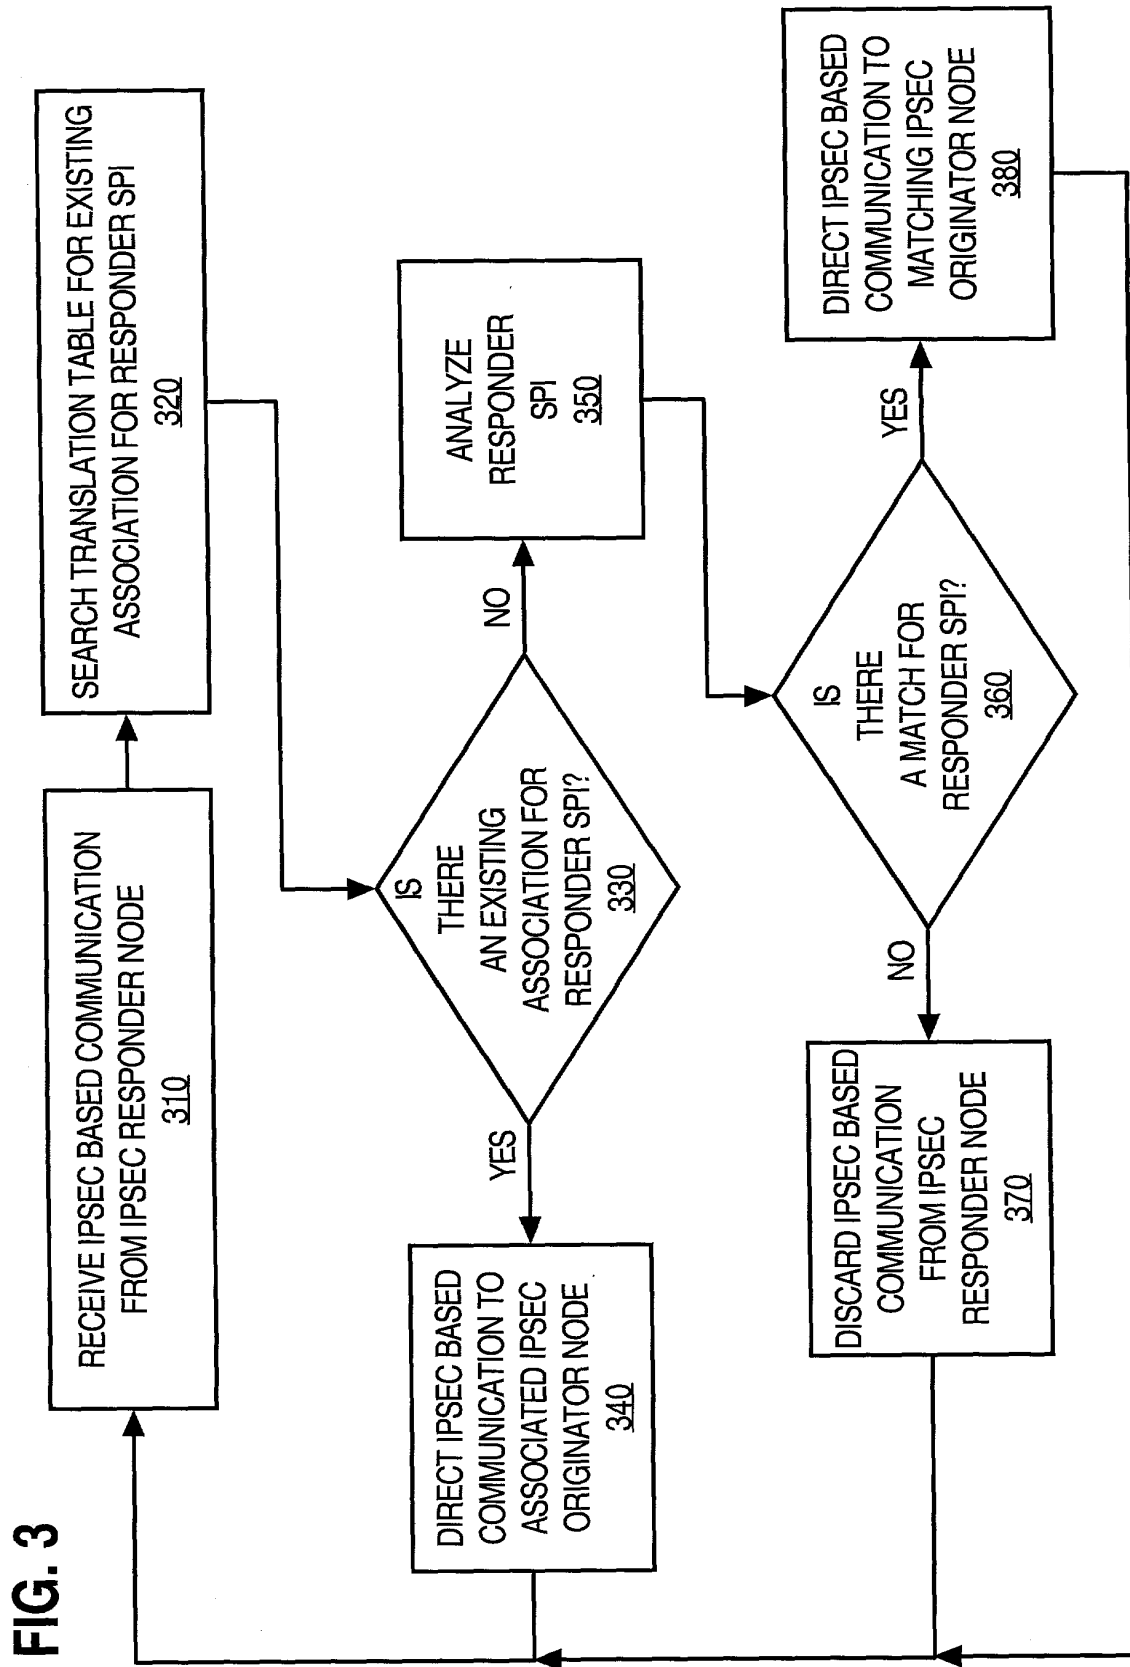 FIG. 3
RECEIVE IPSEC BASED COMMUNICATION
FROM IPSEC RESPONDER NODE
310
SEARCH TRANSLATION TABLE FOR EXISTING
ASSOCIATION FOR RESPONDER SPI
320
IS
THERE
AN EXISTING
ASSOCIATION FOR
RESPONDER SPI?
330
YES
NO
DIRECT IPSEC BASED
COMMUNICATION TO
ASSOCIATED IPSEC
ORIGINATOR NODE
340
ANALYZE
RESPONDER
SPI
350
IS
THERE
A MATCH FOR
RESPONDER SPI?
360
NO
YES
DISCARD IPSEC BASED
COMMUNICATION
FROM IPSEC
RESPONDER NODE
370
DIRECT IPSEC BASED
COMMUNICATION TO
MATCHING IPSEC
ORIGINATOR NODE
380